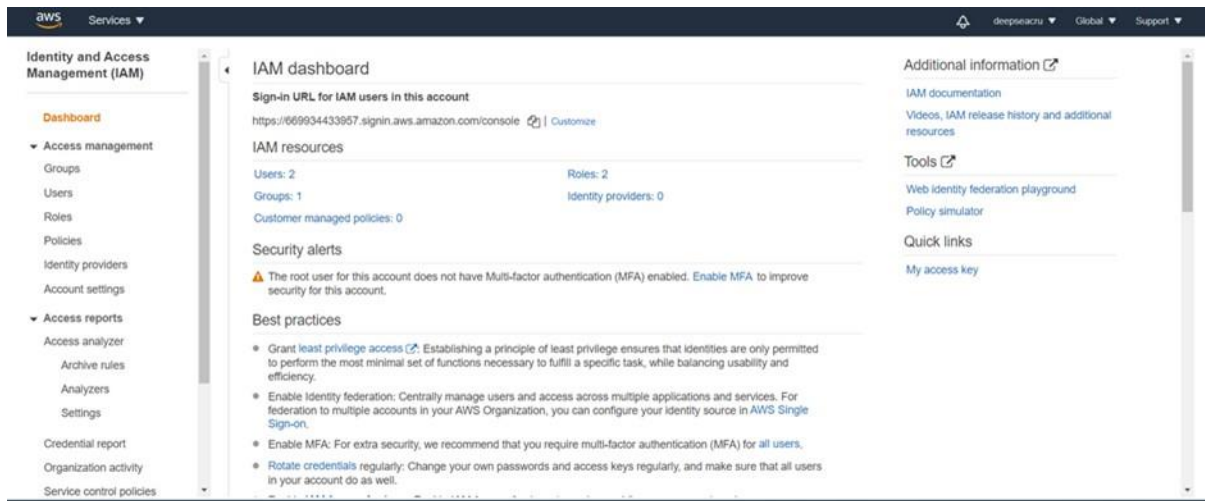 aws Services ▼ deepseacru ▼ Global ▼ Support ▼
Identity and Access
Management (IAM)
Dashboard
Access management
Groups
Users
Roles
Policies
Identity providers
Account settings
Access reports
Access analyzer
Archive rules
Analyzers
Settings
Credential report
Organization activity
Service control policies
IAM dashboard
Sign-in URL for IAM users in this account
https://669934433957.signin.aws.amazon.com/console | Customize
IAM resources
Users: 2 Roles: 2
Groups: 1 Identity providers: 0
Customer managed policies: 0
Security alerts
The root user for this account does not have Multi-factor authentication (MFA) enabled. Enable MFA to improve
security for this account.
Best practices
Grant least privilege access : Establishing a principle of least privilege ensures that identities are only permitted
to perform the most minimal set of functions necessary to fulfill a specific task, while balancing usability and
efficiency.
Enable Identity federation: Centrally manage users and access across multiple applications and services. For
federation to multiple accounts in your AWS Organization, you can configure your identity source in AWS Single
Sign-on.
Enable MFA: For extra security, we recommend that you require multi-factor authentication (MFA) for all users.
Rotate credentials regularly: Change your own passwords and access keys regularly, and make sure that all users
in your account do as well.
Additional information
IAM documentation
Videos, IAM release history and additional
resources
Tools
Web identity federation playground
Policy simulator
Quick links
My access key